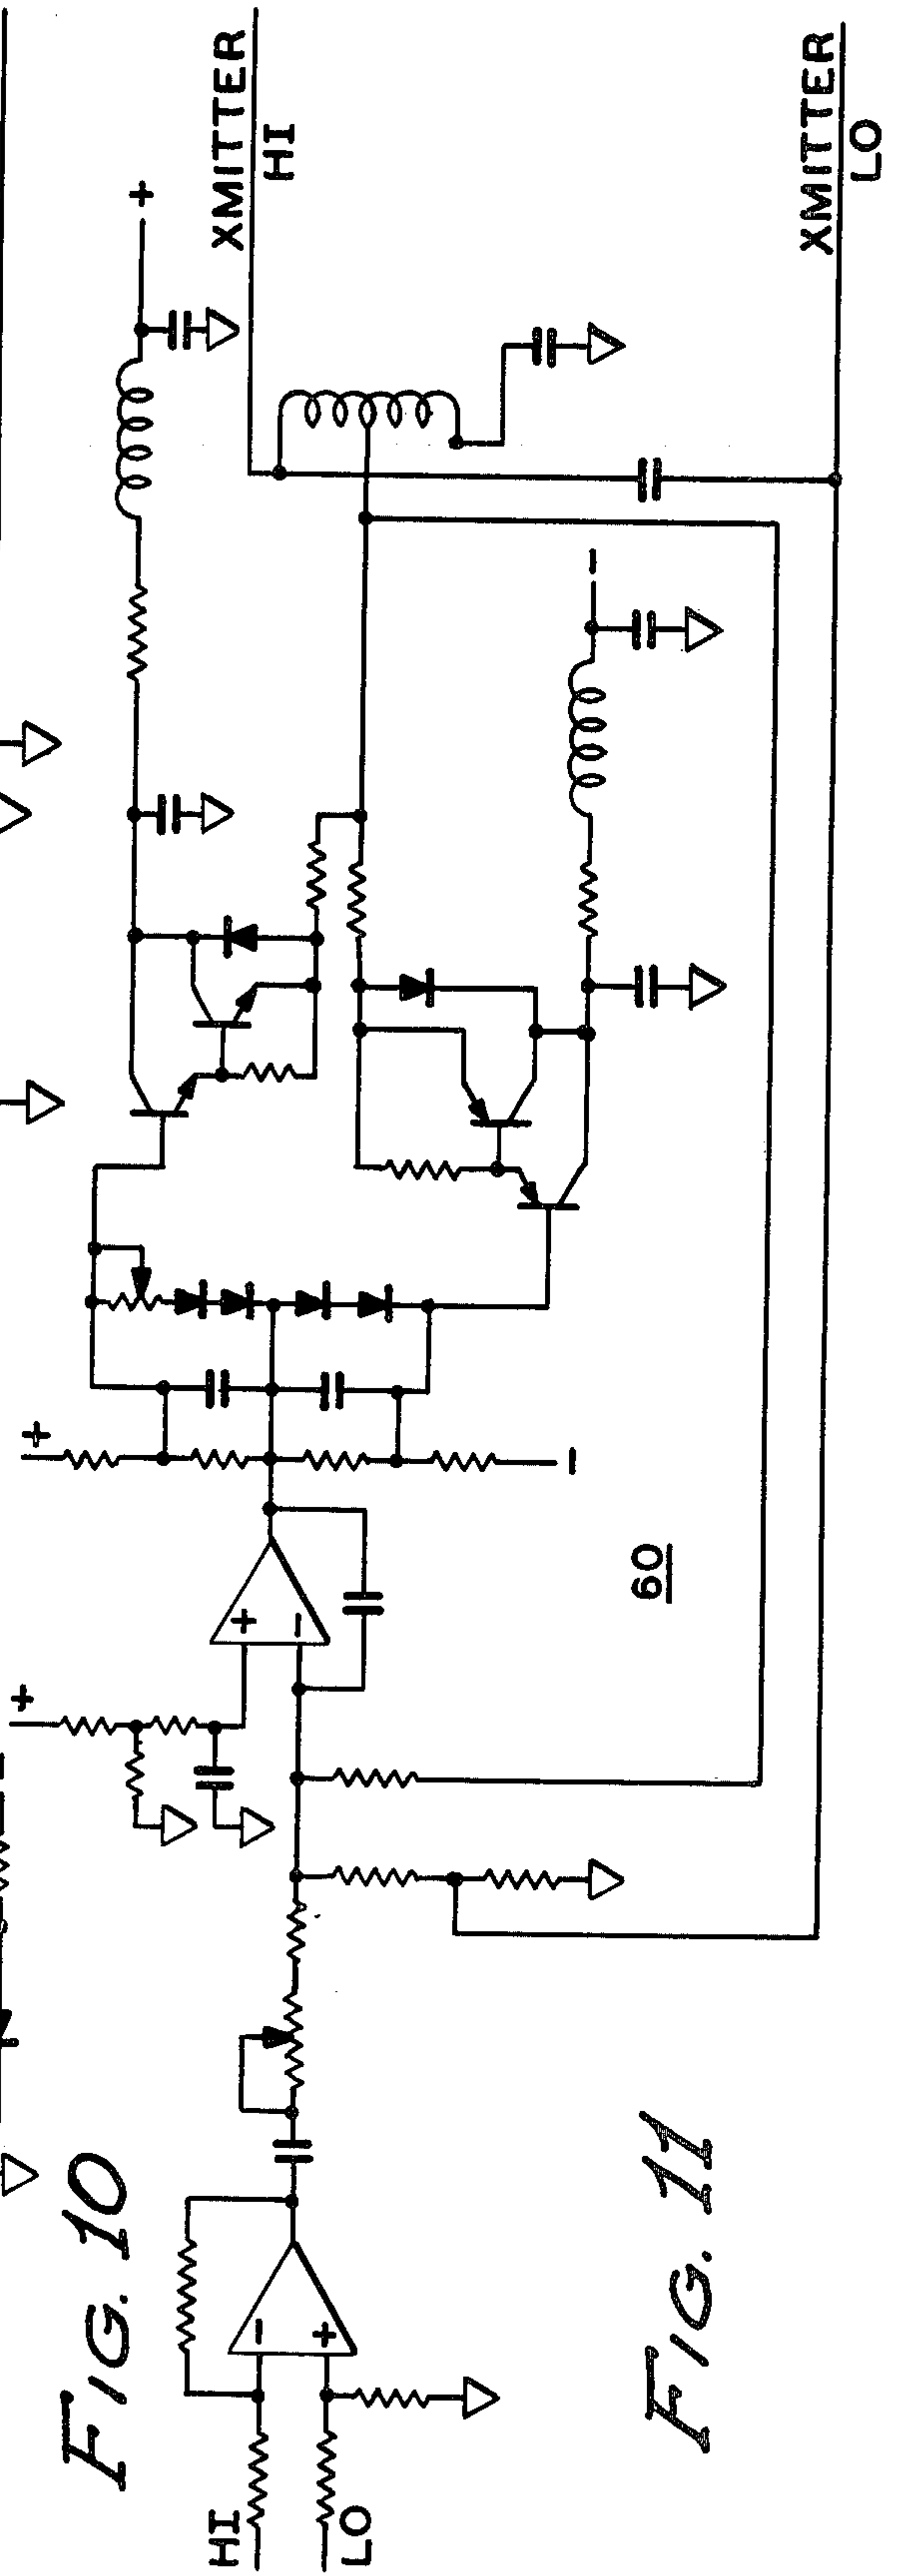 FIG. 10
+
+
+
XMITTER
HI
HI
LO
−
+
+
−
−
−
60
XMITTER
LO
FIG. 11